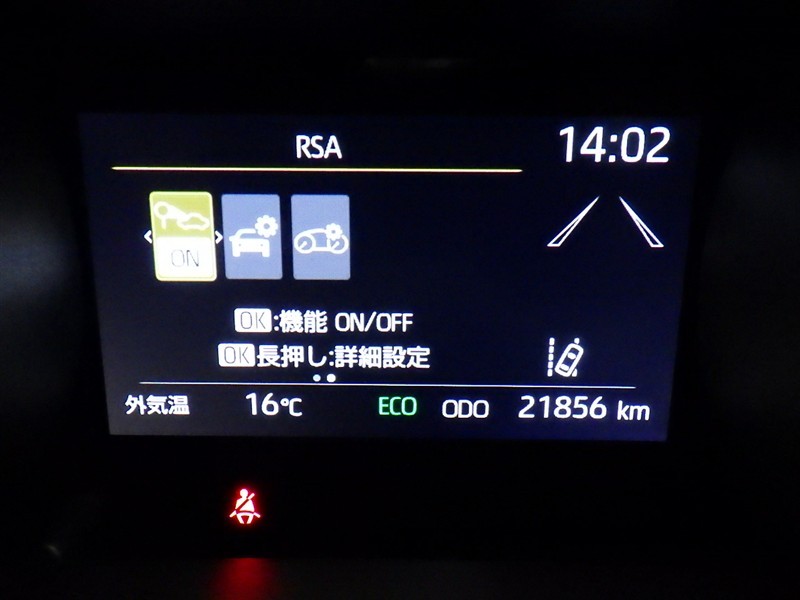 RSA
14:02
ON
OK:機能 ON/OFF
OK長押し:詳細設定
外気温 16℃ ECO ODO 21856 km